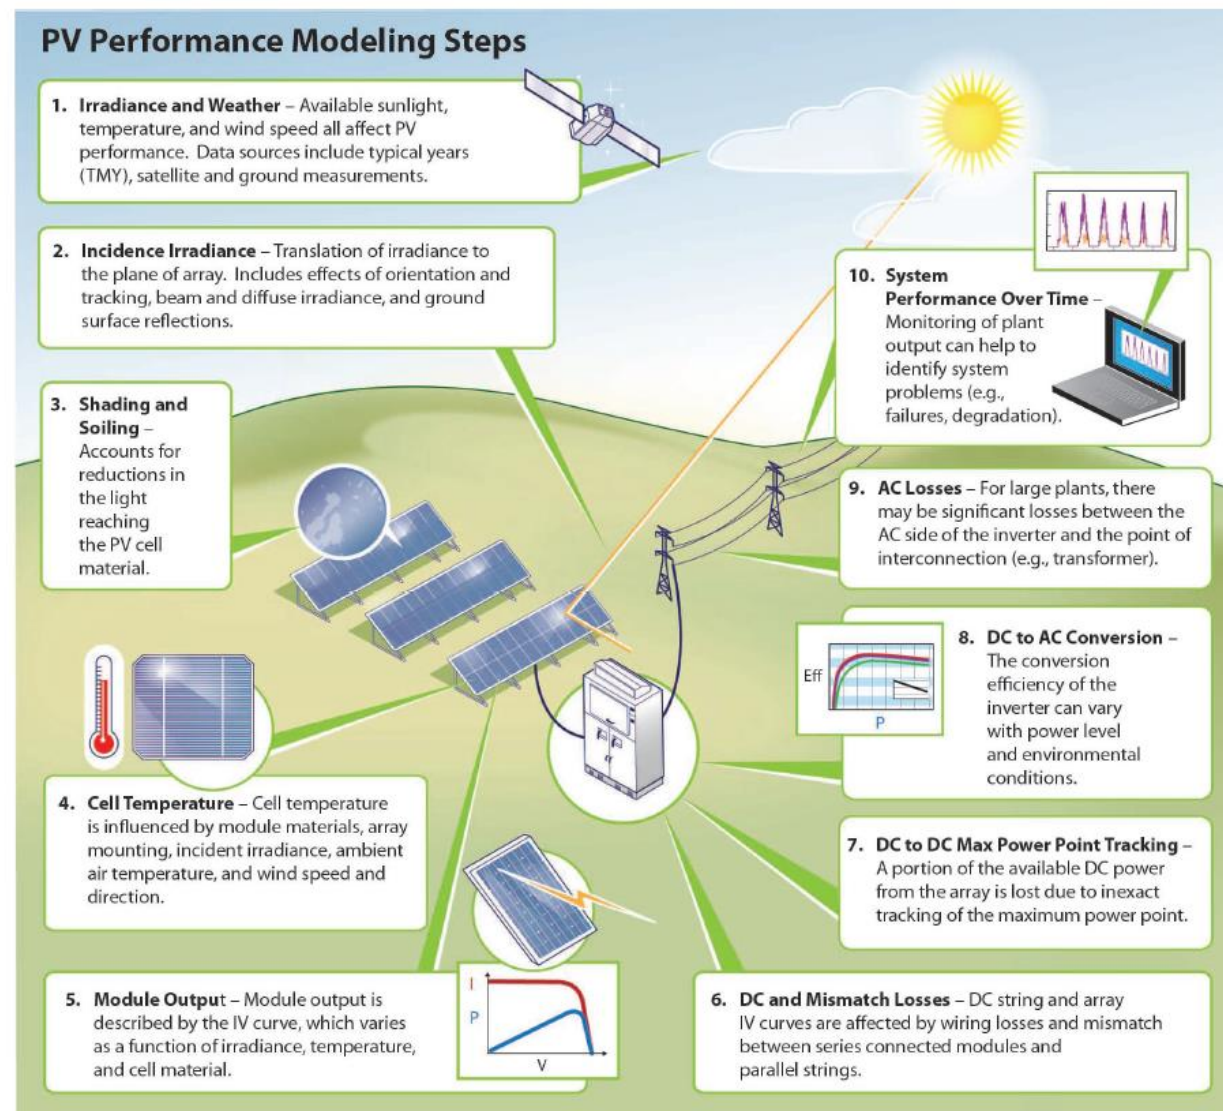 PV Performance Modeling Steps
1. Irradiance and Weather – Available sunlight,
temperature, and wind speed all affect PV
performance. Data sources include typical years
(TMY), satellite and ground measurements.
2. Incidence Irradiance – Translation of irradiance to
the plane of array. Includes effects of orientation and
tracking, beam and diffuse irradiance, and ground
surface reflections.
3. Shading and
Soiling –
Accounts for
reductions in
the light
reaching
the PV cell
material.
4. Cell Temperature – Cell temperature
is influenced by module materials, array
mounting, incident irradiance, ambient
air temperature, and wind speed and
direction.
5. Module Output – Module output is
described by the IV curve, which varies
as a function of irradiance, temperature,
and cell material.
I
P
V
6. DC and Mismatch Losses – DC string and array
IV curves are affected by wiring losses and mismatch
between series connected modules and
parallel strings.
7. DC to DC Max Power Point Tracking –
A portion of the available DC power
from the array is lost due to inexact
tracking of the maximum power point.
8. DC to AC Conversion –
The conversion
efficiency of the
inverter can vary
with power level
and environmental
conditions.
Eff
P
9. AC Losses – For large plants, there
may be significant losses between the
AC side of the inverter and the point of
interconnection (e.g., transformer).
10. System
Performance Over Time –
Monitoring of plant
output can help to
identify system
problems (e.g.,
failures, degradation).